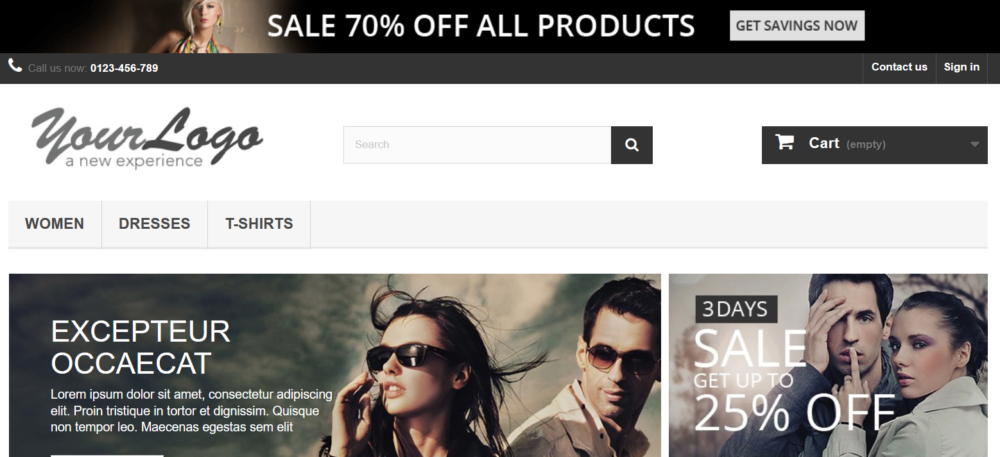 SALE 70% OFF ALL PRODUCTS
GET SAVINGS NOW
Call us now: 0123-456-789
Contact us
Sign in
YourLogo
a new experience
Search
Cart (empty)
WOMEN
DRESSES
T-SHIRTS
EXCEPTEUR
OCCAECAT
Lorem ipsum dolor sit amet, consectetur adipiscing
elit. Proin tristique in tortor et dignissim. Quisque
non tempor leo. Maecenas egestas sem elit
3 DAYS
SALE
GET UP TO
25% OFF